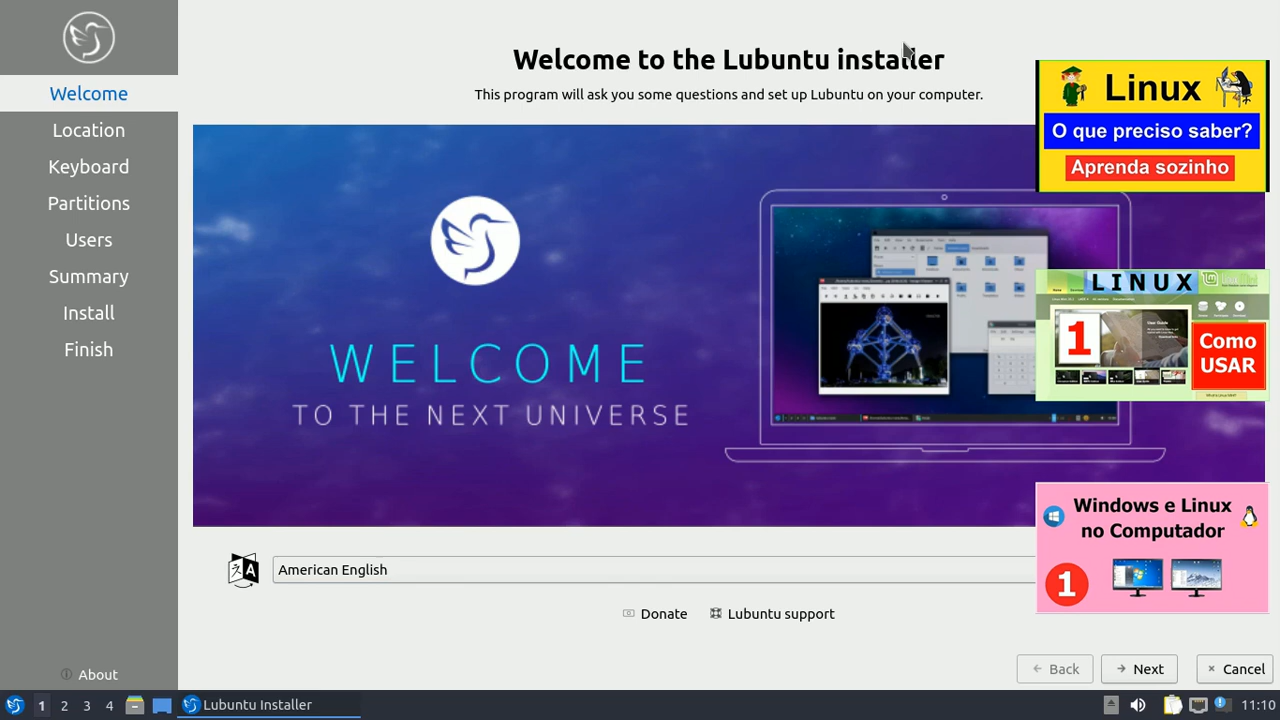 Welcome
Location
Keyboard
Partitions
Users
Summary
Install
Finish
About
Welcome to the Lubuntu installer
This program will ask you some questions and set up Lubuntu on your computer.
WELCOME
TO THE NEXT UNIVERSE
Linux
O que preciso saber?
Aprenda sozinho
LINUX
1
Como
USAR
Windows e Linux
no Computador
1
American English
Donate
Lubuntu support
Back
Next
Cancel
1 2 3 4
Lubuntu Installer
11:10